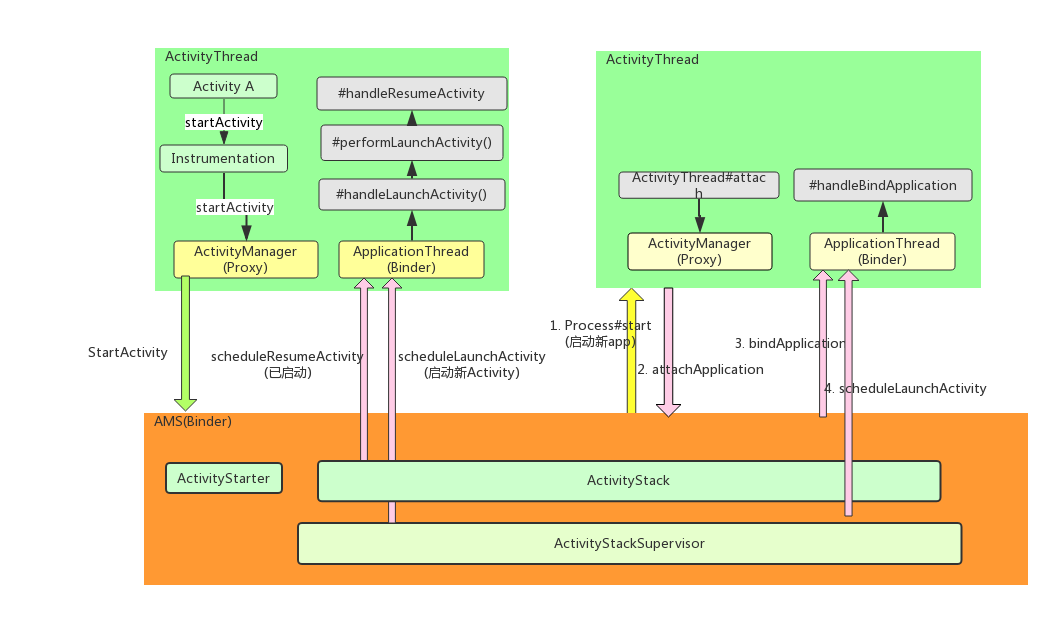 ActivityThread
Activity A
startActivity
Instrumentation
startActivity
ActivityManager
(Proxy)
#handleResumeActivity
#performLaunchActivity()
#handleLaunchActivity()
ApplicationThread
(Binder)
ActivityThread
ActivityThread#attac
h
ActivityManager
(Proxy)
#handleBindApplication
ApplicationThread
(Binder)
StartActivity
scheduleResumeActivity
(已启动)
scheduleLaunchActivity
(启动新Activity)
1. Process#start
(启动新app)
2. attachApplication
3. bindApplication
4. scheduleLaunchActivity
AMS(Binder)
ActivityStarter
ActivityStack
ActivityStackSupervisor